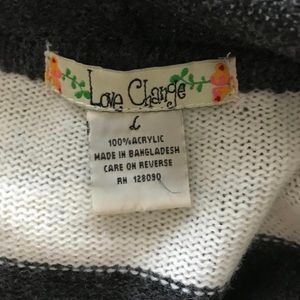 Love Change
L
100% ACRYLIC
MADE IN BANGLADESH
CARE ON REVERSE
RN 128090